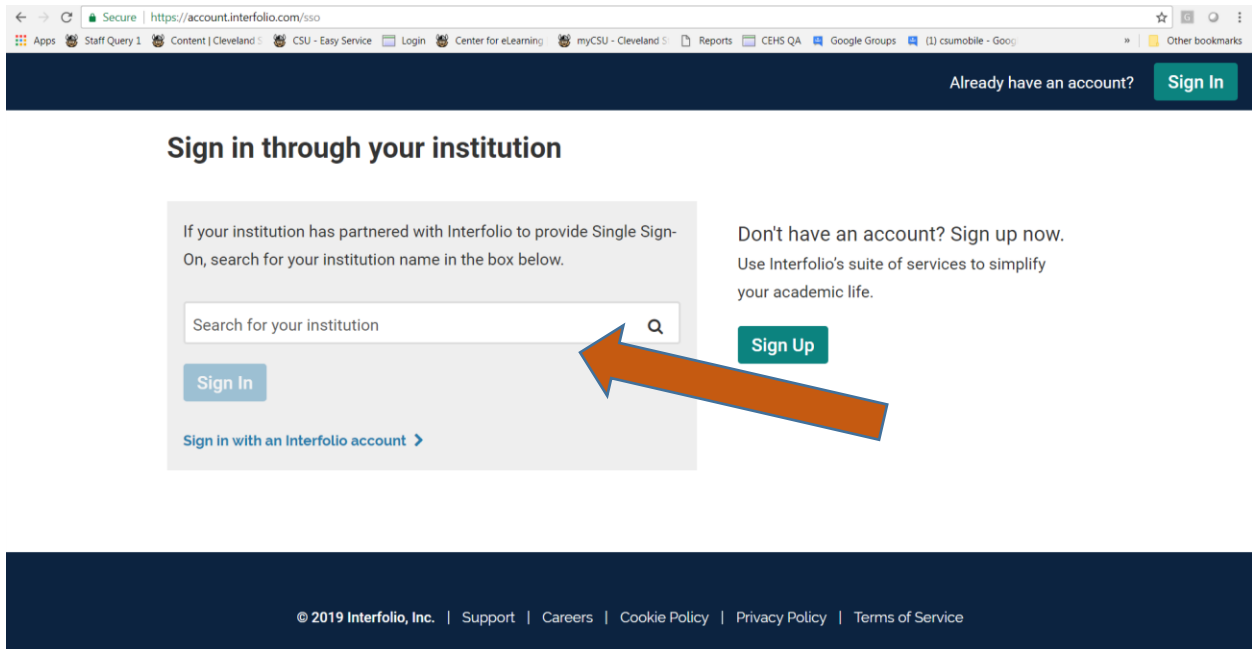 Secure | https://account.interfolio.com/sso
Apps Staff Query 1 Content | Cleveland S CSU - Easy Service Login Center for eLearning myCSU - Cleveland S Reports CEHS QA Google Groups (1) csumobile - Goog » Other bookmarks
Already have an account? Sign In
Sign in through your institution
If your institution has partnered with Interfolio to provide Single Sign-
On, search for your institution name in the box below.
Search for your institution
Sign In
Sign in with an Interfolio account
Don't have an account? Sign up now.
Use Interfolio's suite of services to simplify
your academic life.
Sign Up
© 2019 Interfolio, Inc. | Support | Careers | Cookie Policy | Privacy Policy | Terms of Service